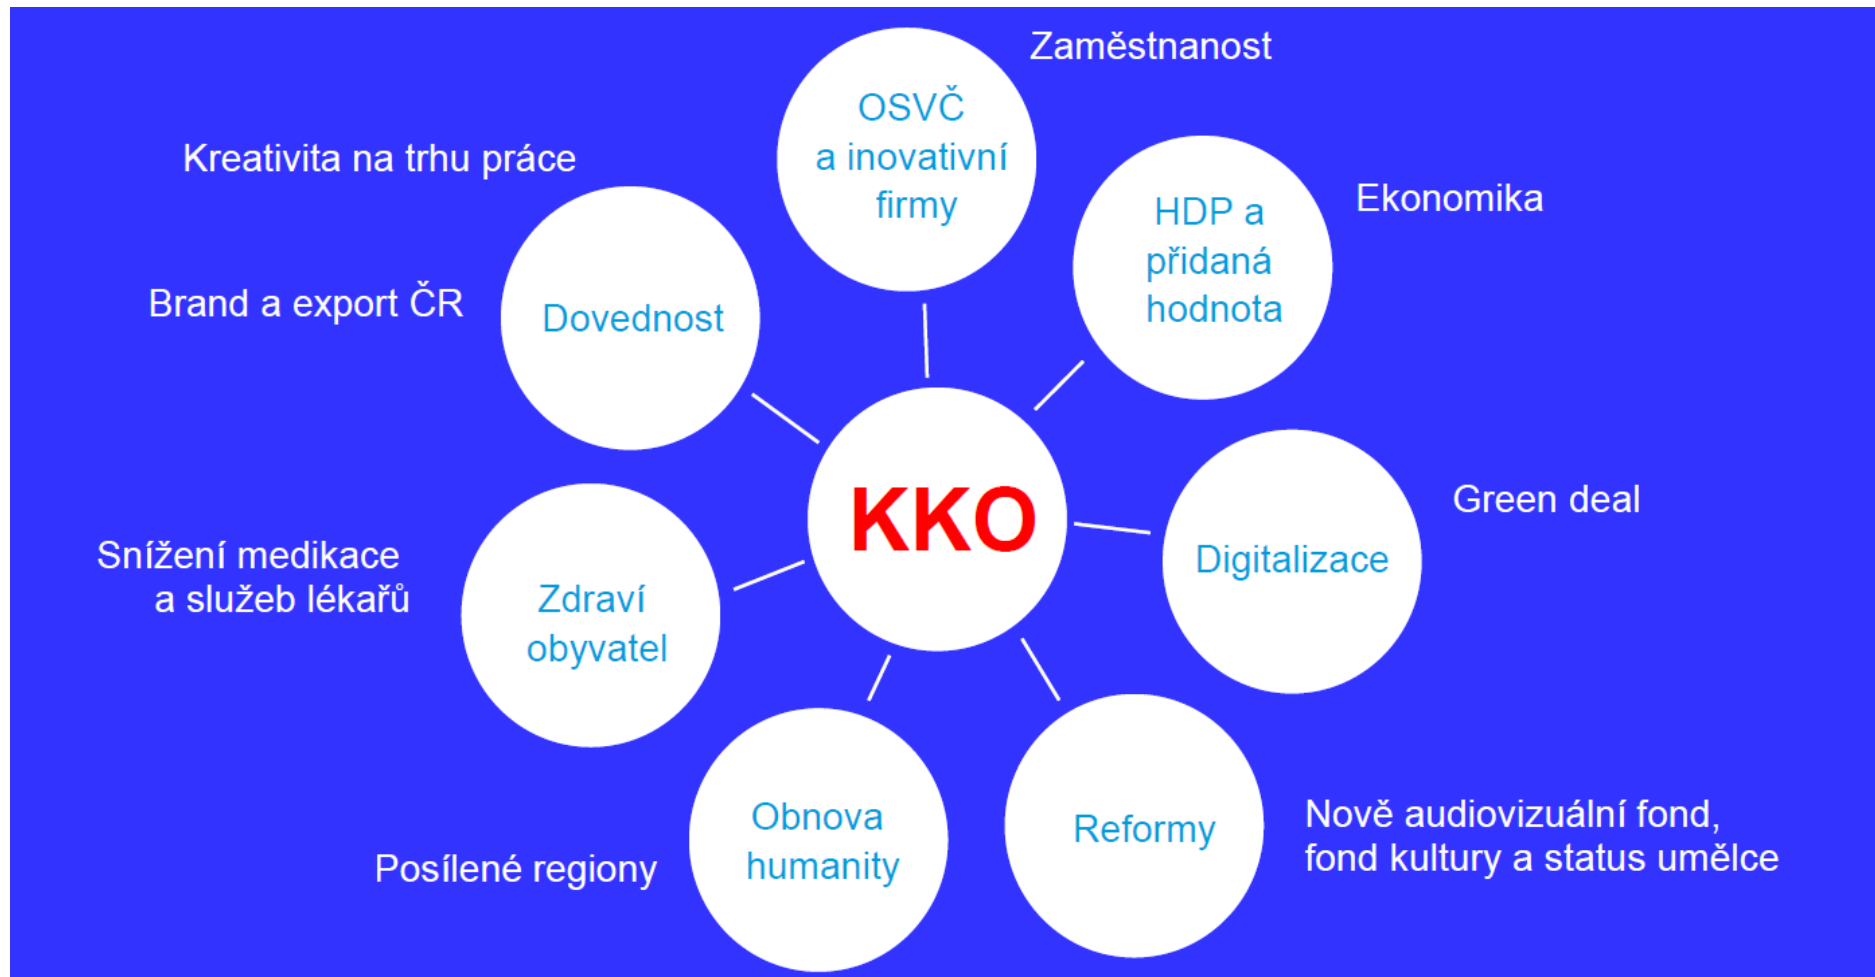 Zaměstnanost
OSVČ
a inovativní
firmy
Kreativita na trhu práce
Ekonomika
HDP a
přidaná
hodnota
Brand a export ČR
Dovednost
KKO
Green deal
Digitalizace
Snížení medikace
a služeb lékařů
Zdraví
obyvatel
Obnova
humanity
Posílené regiony
Reformy
Nově audiovizuální fond,
fond kultury a status umělce